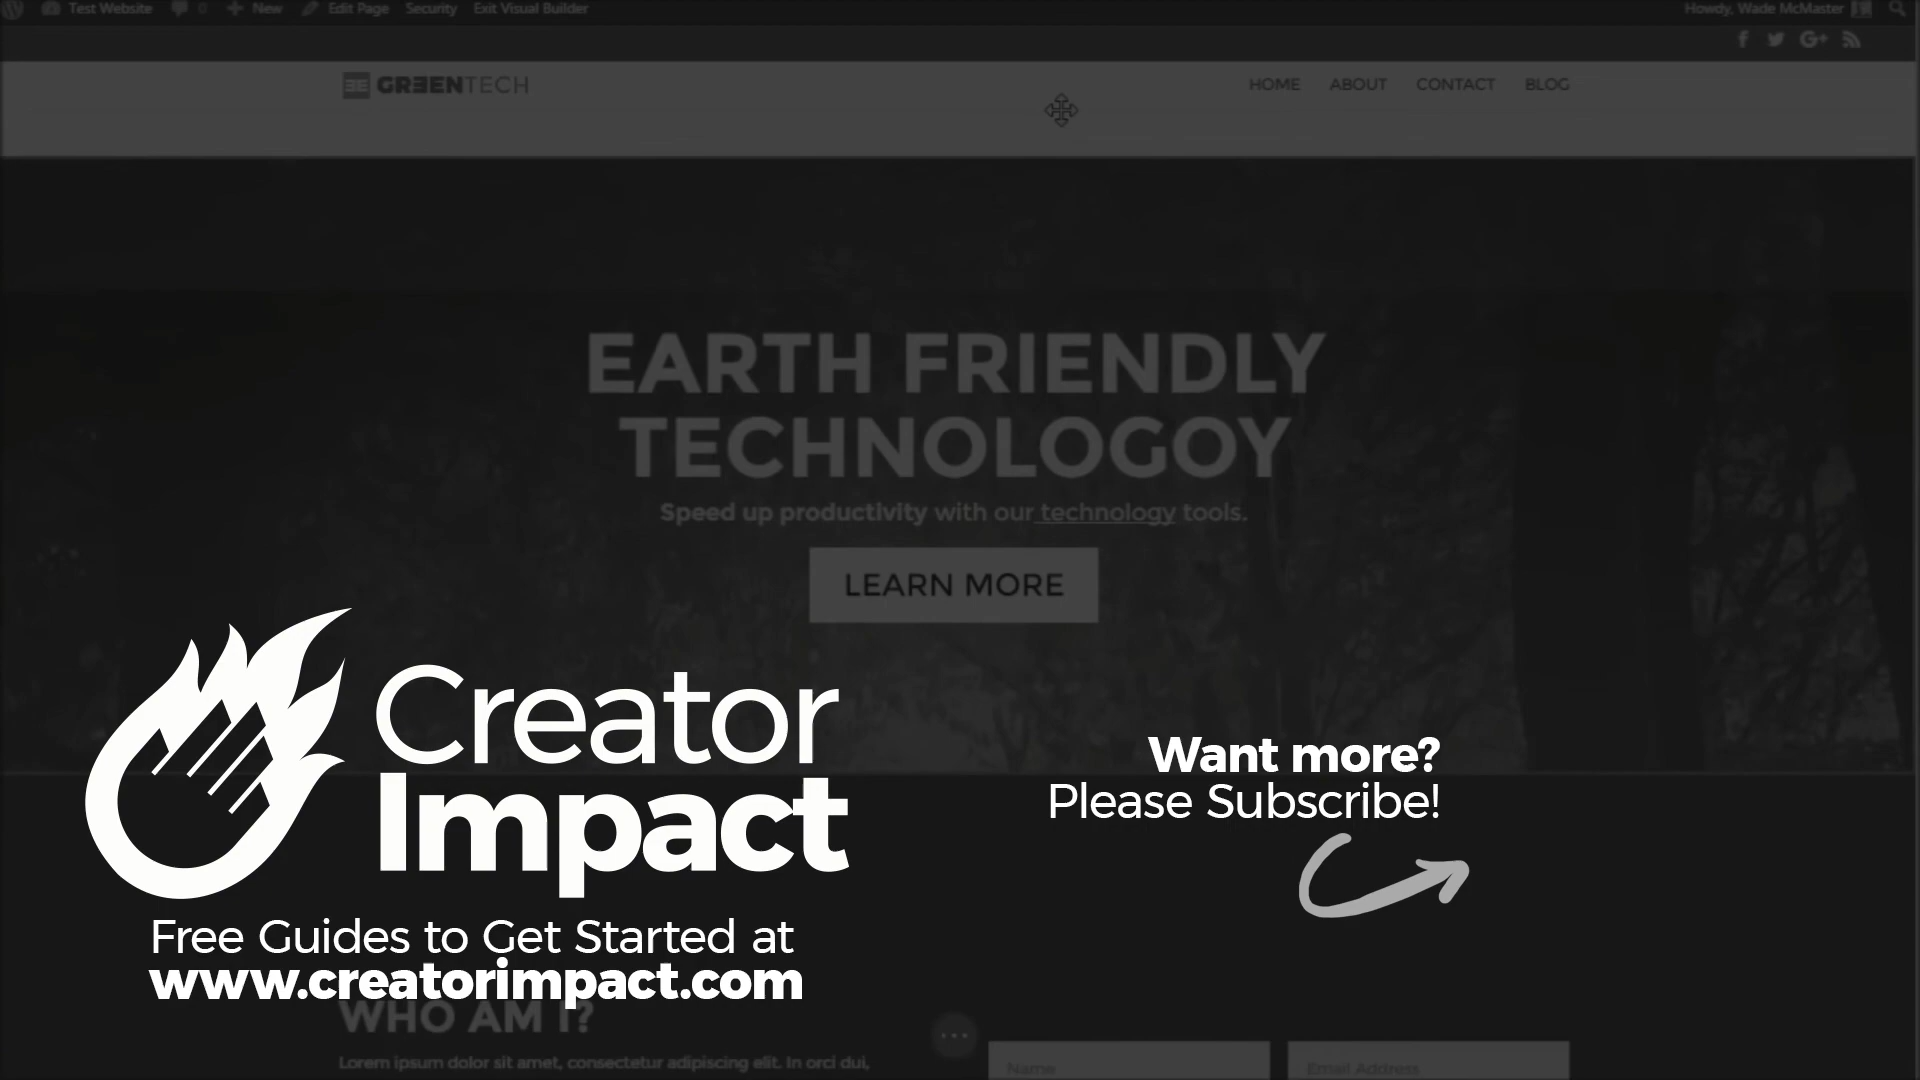 Test Website 0 New Edit Page Security Exit Visual Builder Howdy, Wade McMaster
f G+
GREENTECH HOME ABOUT CONTACT BLOG
EARTH FRIENDLY
TECHNOLOGOY
Speed up productivity with our technology tools.
LEARN MORE
Creator
Impact
Want more?
Please Subscribe!
Free Guides to Get Started at
www.creatorimpact.com
WHO AM I?
Lorem ipsum dolor sit amet, consectetur adipiscing elit. In orci dui,
Name Email Address